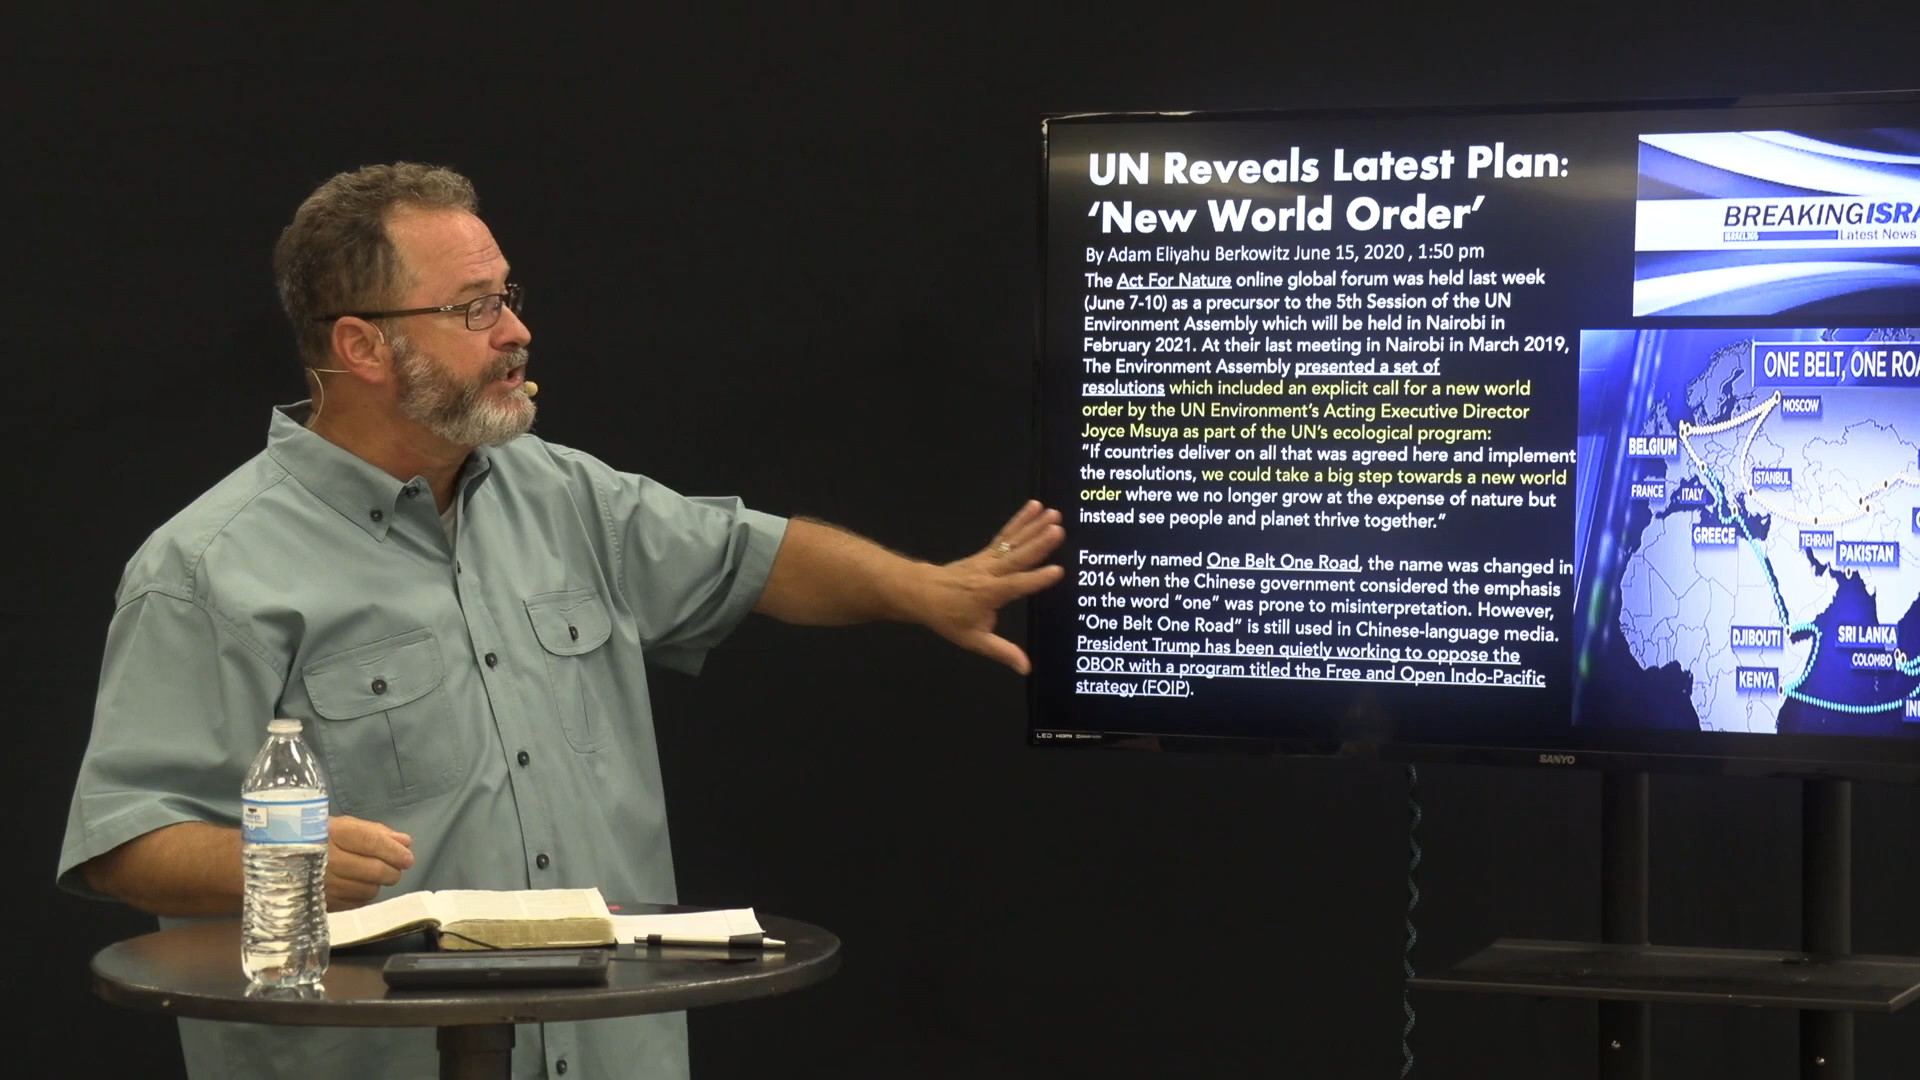 UN Reveals Latest Plan:
‘New World Order’
By Adam Eliyahu Berkowitz June 15, 2020 , 1:50 pm
The Act For Nature online global forum was held last week
(June 7-10) as a precursor to the 5th Session of the UN
Environment Assembly which will be held in Nairobi in
February 2021. At their last meeting in Nairobi in March 2019,
The Environment Assembly presented a set of
resolutions which included an explicit call for a new world
order by the UN Environment’s Acting Executive Director
Joyce Msuya as part of the UN’s ecological program:
“If countries deliver on all that was agreed here and implement
the resolutions, we could take a big step towards a new world
order where we no longer grow at the expense of nature but
instead see people and planet thrive together.”
Formerly named One Belt One Road, the name was changed in
2016 when the Chinese government considered the emphasis
on the word “one” was prone to misinterpretation. However,
“One Belt One Road” is still used in Chinese-language media.
President Trump has been quietly working to oppose the
OBOR with a program titled the Free and Open Indo-Pacific
strategy (FOIP).
BREAKINGISRA
Latest News
ONE BELT, ONE ROA
MOSCOW
BELGIUM
ISTANBUL
FRANCE
ITALY
GREECE
TEHRAN
PAKISTAN
DJIBOUTI
SRI LANKA
COLOMBO
KENYA
IN
LED HDMI
SANYO